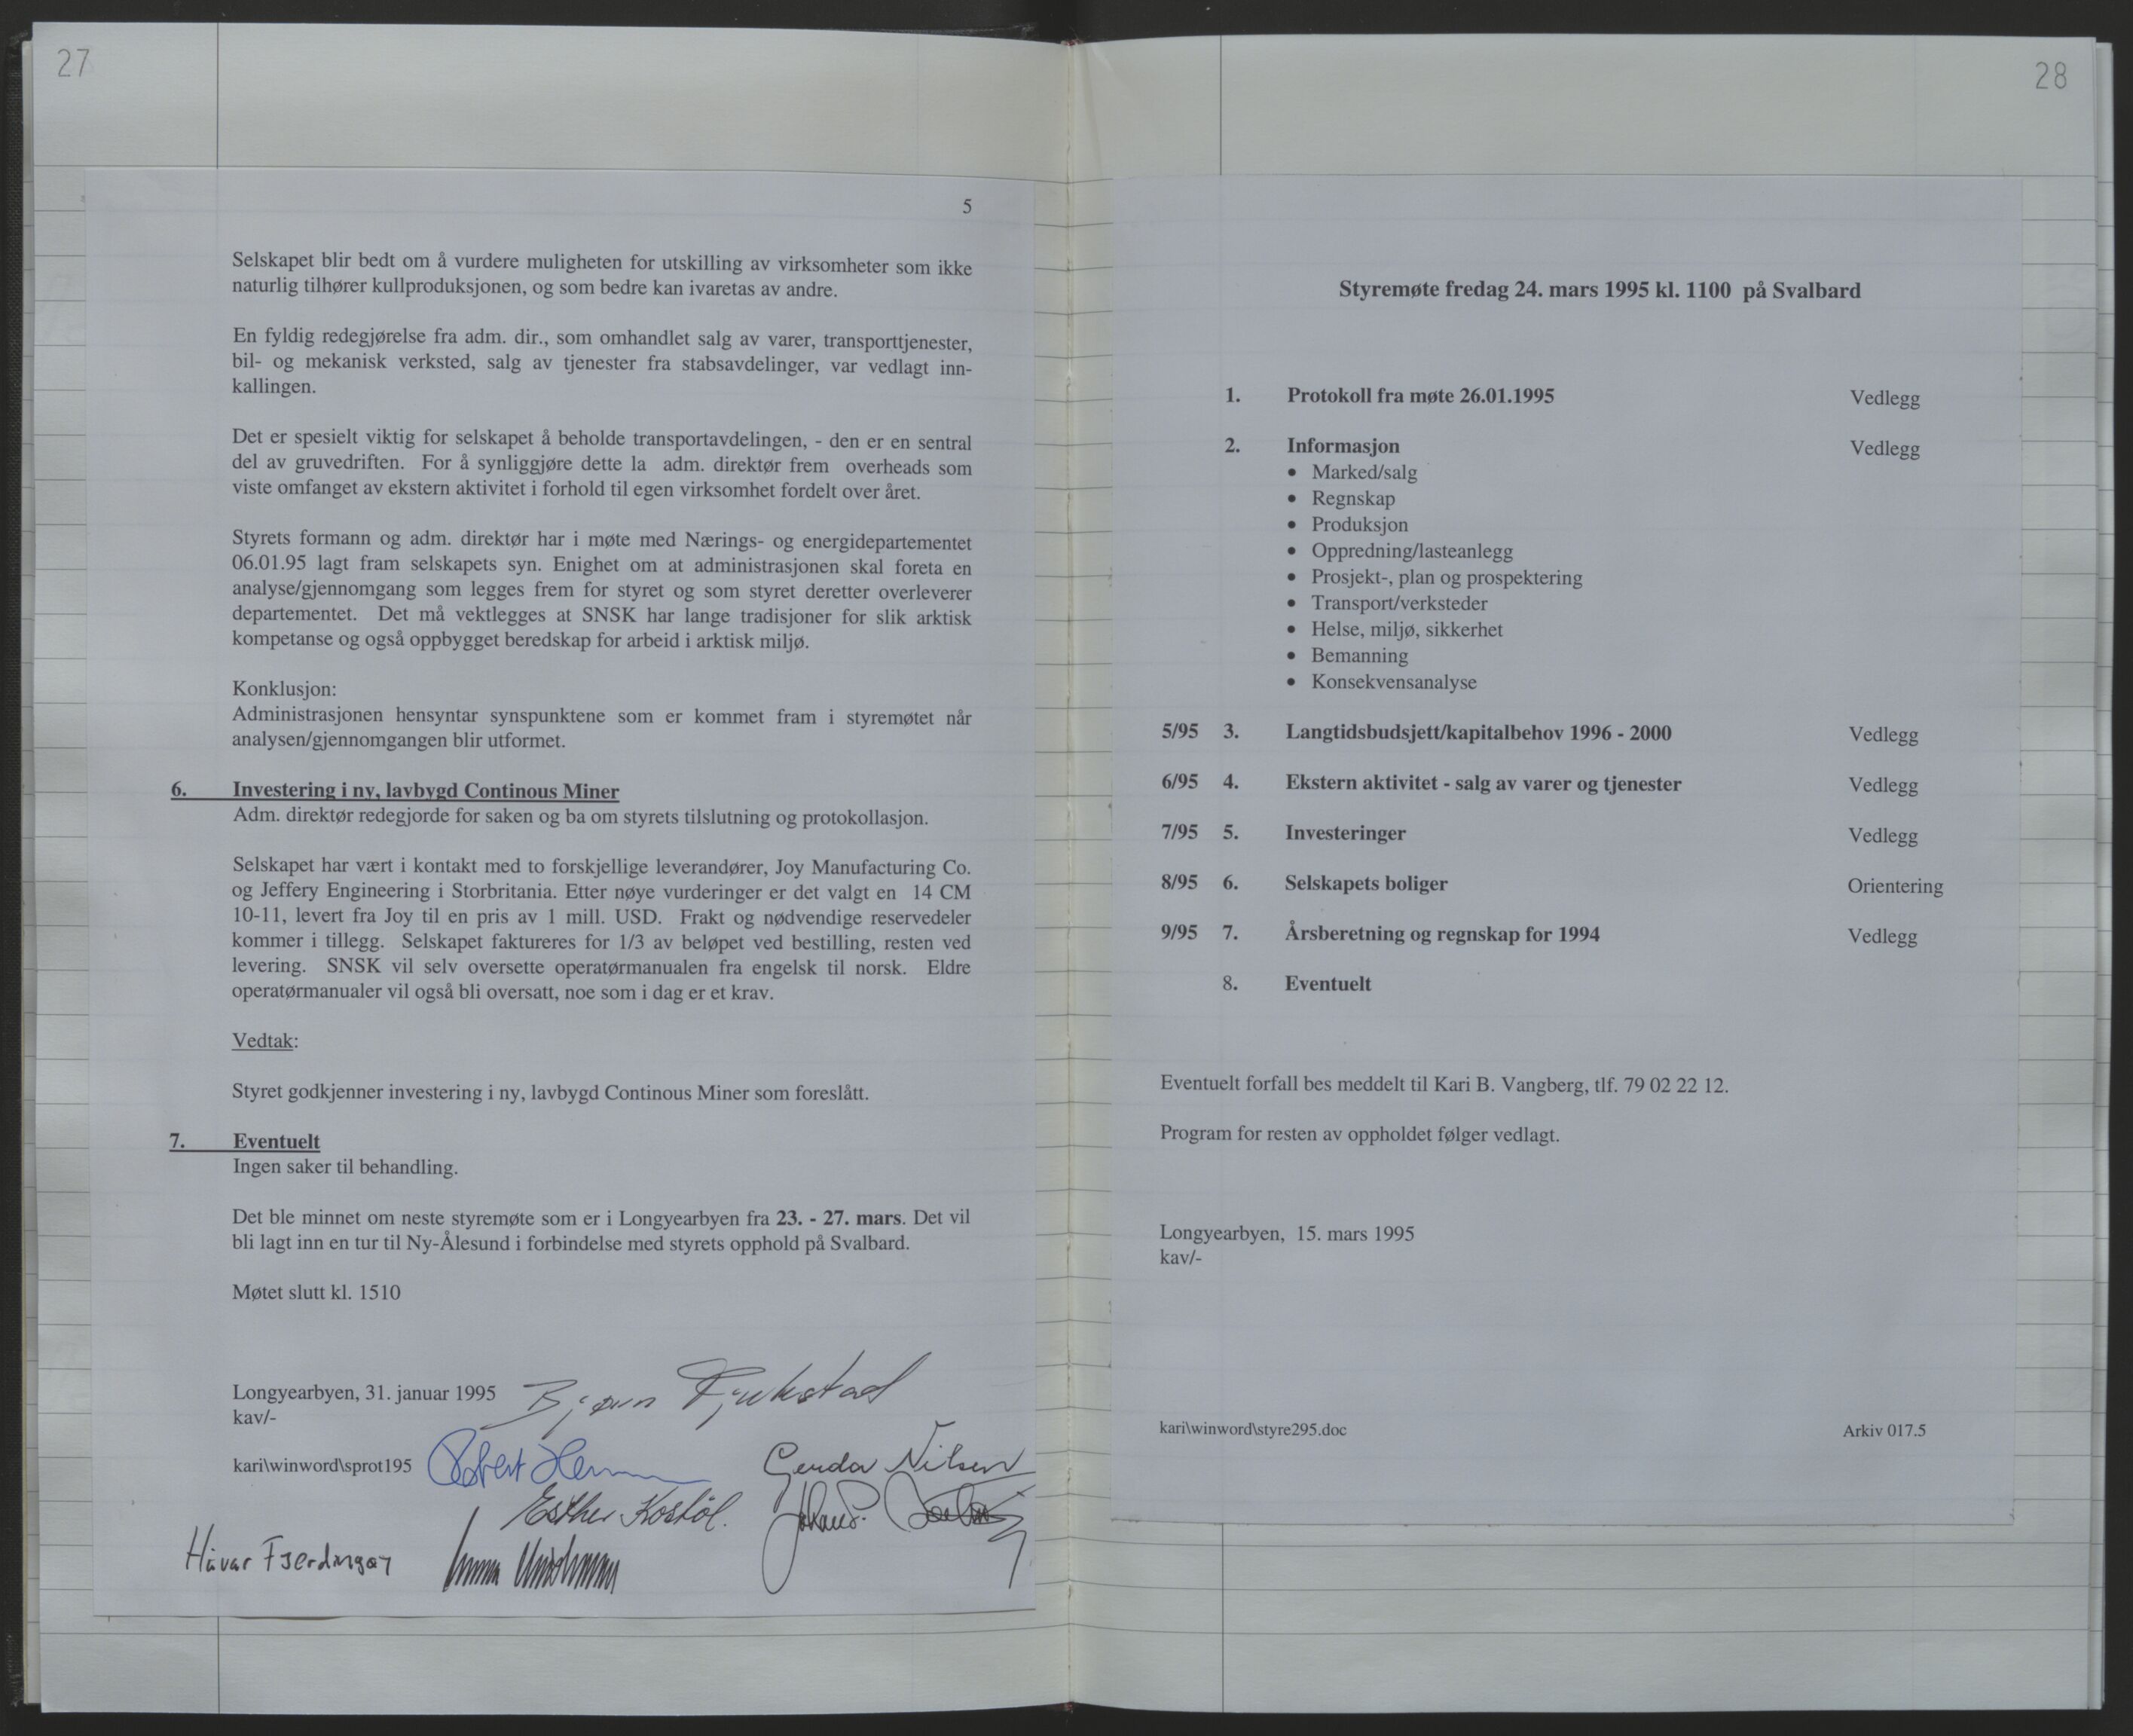 27
5
Selskapet blir bedt om å vurdere muligheten for utskilling av virksomheter som ikke
naturlig tilhører kullproduksjonen, og som bedre kan ivaretas av andre.
En fyldig redegjørelse fra adm. dir., som omhandlet salg av varer, transporttjenester,
bil- og mekanisk verksted, salg av tjenester fra stabsavdelinger, var vedlagt inn-
kallingen.
Det er spesielt viktig for selskapet å beholde transportavdelingen, - den er en sentral
del av gruvedriften. For å synliggjøre dette la adm. direktør frem overheads som
viste omfanget av ekstern aktivitet i forhold til egen virksomhet fordelt over året.
Styrets formann og adm. direktør har i møte med Nærings- og energidepartementet
06.01.95 lagt fram selskapets syn. Enighet om at administrasjonen skal foreta en
analyse/gjennomgang som legges frem for styret og som styret deretter overleverer
departementet. Det må vektlegges at SNSK har lange tradisjoner for slik arktisk
kompetanse og også oppbygget beredskap for arbeid i arktisk miljø.
Konklusjon:
Administrasjonen hensyntar synspunktene som er kommet fram i styremøtet når
analysen/gjennomgangen blir utformet.
6. Investering i ny, lavbygd Continous Miner
Adm. direktør redegjorde for saken og ba om styrets tilslutning og protokollasjon.
Selskapet har vært i kontakt med to forskjellige leverandører, Joy Manufacturing Co.
og Jeffery Engineering i Storbritania. Etter nøye vurderinger er det valgt en 14 CM
10-11, levert fra Joy til en pris av 1 mill. USD. Frakt og nødvendige reservedeler
kommer i tillegg. Selskapet faktureres for 1/3 av beløpet ved bestilling, resten ved
levering. SNSK vil selv oversette operatørmanualen fra engelsk til norsk. Eldre
operatørmanualer vil også bli oversatt, noe som i dag er et krav.
Vedtak:
Styret godkjenner investering i ny, lavbygd Continous Miner som foreslått.
7. Eventuelt
Ingen saker til behandling.
Det ble minnet om neste styremøte som er i Longyearbyen fra 23. - 27. mars. Det vil
bli lagt inn en tur til Ny-Ålesund i forbindelse med styrets opphold på Svalbard.
Møtet slutt kl. 1510
Longyearbyen, 31. januar 1995 Bjørn
kav/-
kari\winword\sprot195 Robert Gerda Nilsen
Esther Kostöl.
Håvar Fjerdingøy
28
Styremøte fredag 24. mars 1995 kl. 1100 på Svalbard
1. Protokoll fra møte 26.01.1995 Vedlegg
2. Informasjon Vedlegg
• Marked/salg
• Regnskap
• Produksjon
• Oppredning/lasteanlegg
• Prosjekt-, plan og prospektering
• Transport/verksteder
• Helse, miljø, sikkerhet
• Bemanning
• Konsekvensanalyse
5/95 3. Langtidsbudsjett/kapitalbehov 1996 - 2000 Vedlegg
6/95 4. Ekstern aktivitet - salg av varer og tjenester Vedlegg
7/95 5. Investeringer Vedlegg
8/95 6. Selskapets boliger Orientering
9/95 7. Årsberetning og regnskap for 1994 Vedlegg
8. Eventuelt
Eventuelt forfall bes meddelt til Kari B. Vangberg, tlf. 79 02 22 12.
Program for resten av oppholdet følger vedlagt.
Longyearbyen, 15. mars 1995
kav/-
kari\winword\styre295.doc Arkiv 017.5